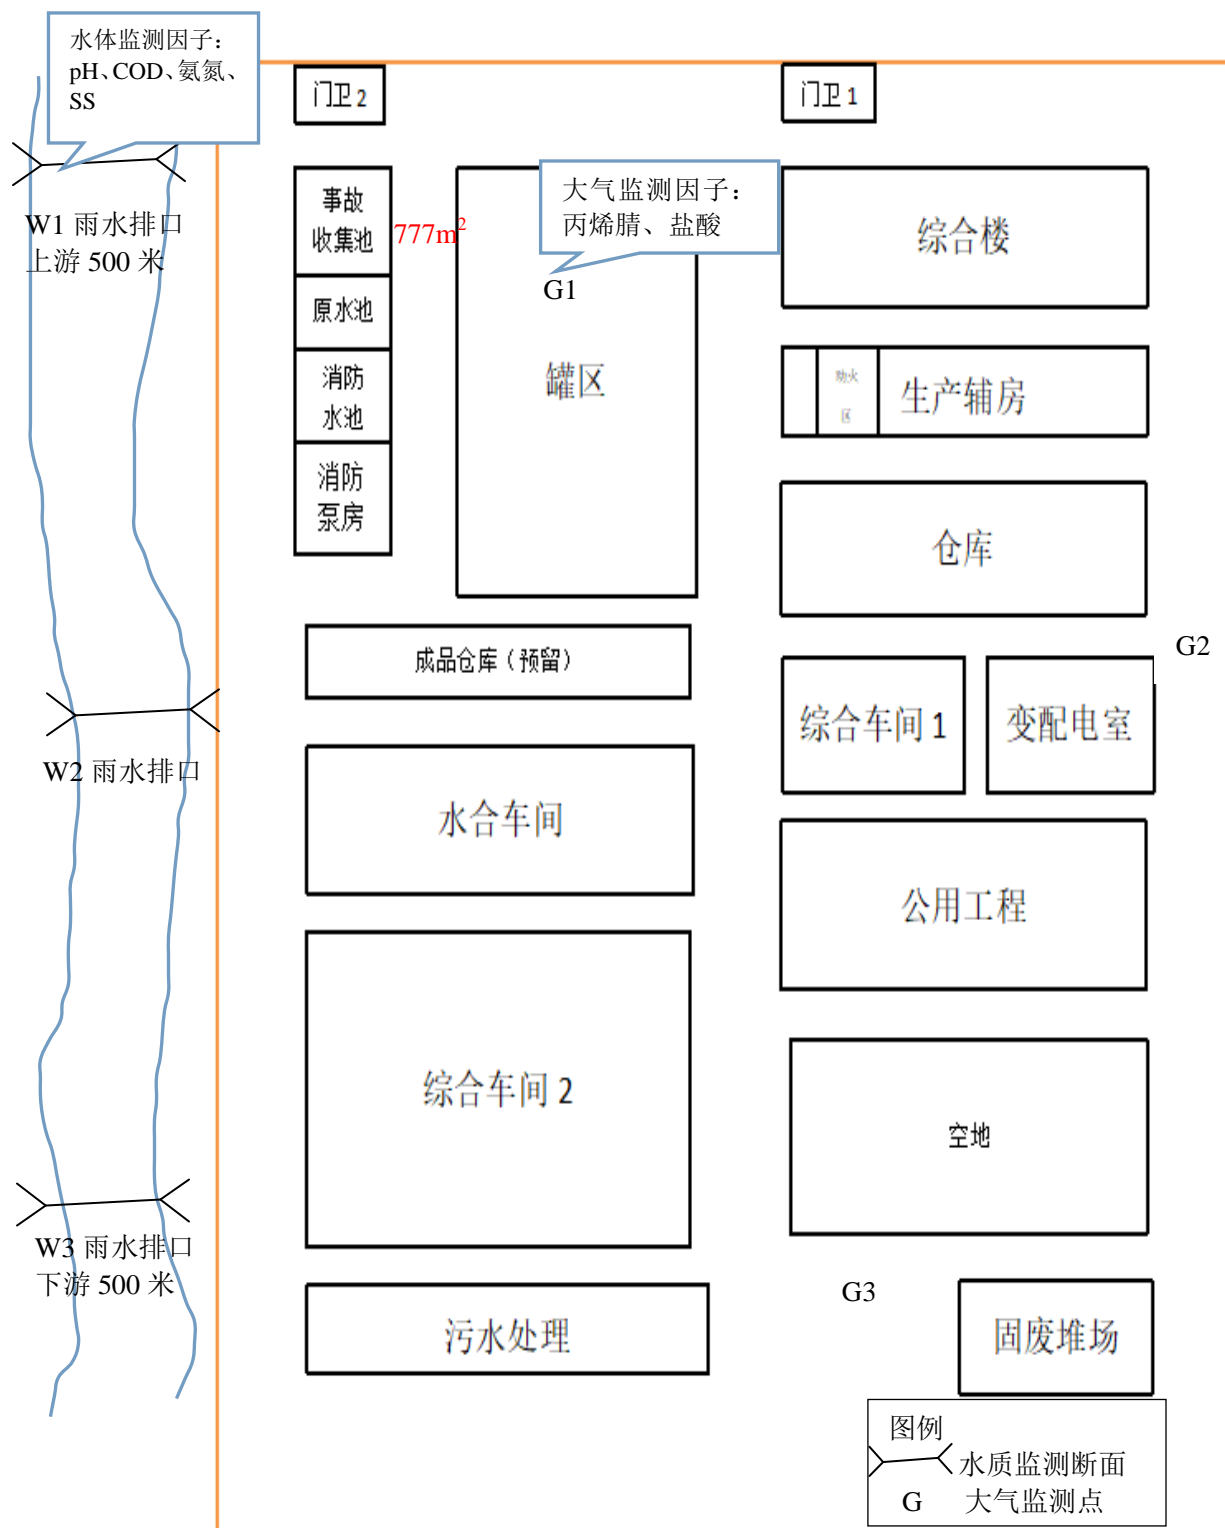 水体监测因子：
pH、COD、氨氮、
SS
门卫 2
门卫 1
W1 雨水排口
上游 500 米
事故
收集池
777m²
大气监测因子：
丙烯腈、盐酸
G1
综合楼
原水池
消防
水池
消防
泵房
罐区
动火
区
生产辅房
仓库
成品仓库（预留）
G2
综合车间 1
变配电室
W2 雨水排口
水合车间
公用工程
综合车间 2
空地
W3 雨水排口
下游 500 米
G3
污水处理
固废堆场
图例
水质监测断面
G 大气监测点